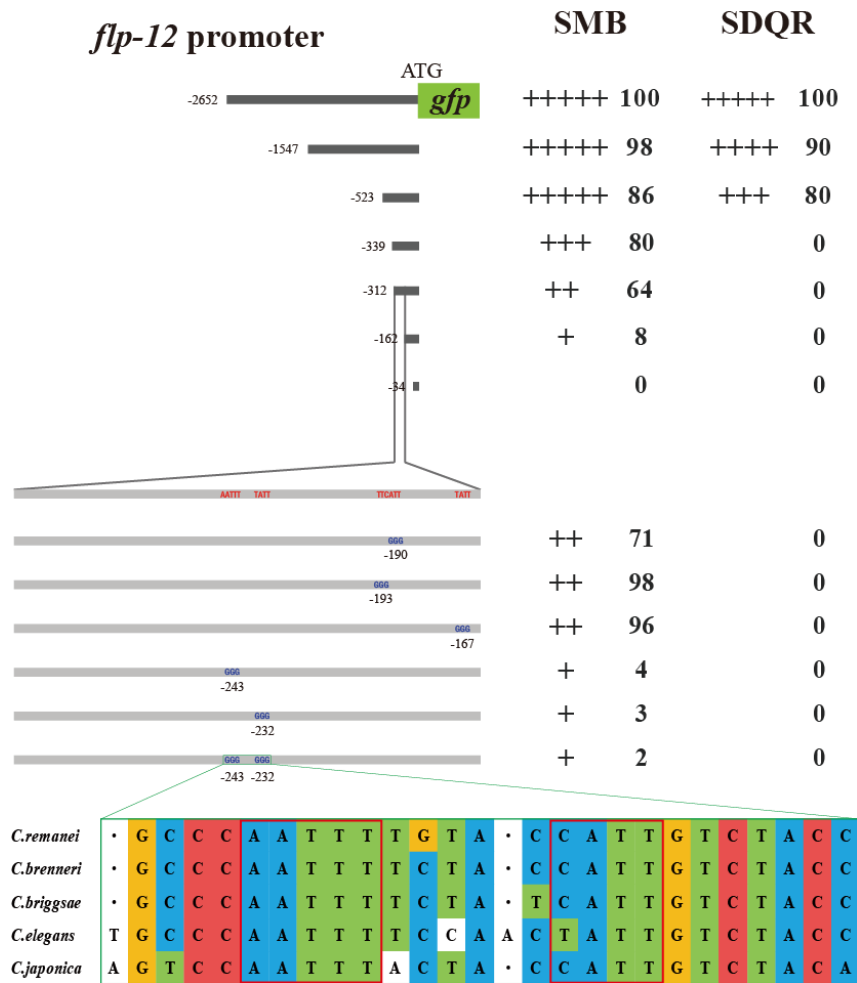 flp-12 promoter SMB SDQR
ATG
-2652 gfp +++++ 100 +++++ 100
-1547 +++++ 98 ++++ 90
-523 +++++ 86 +++ 80
-339 +++ 80 0
-312 ++ 64 0
-162 + 8 0
-34 0 0
AATTT TATT TTCATT TATT
GGG ++ 71 0
-190
GGG ++ 98 0
-193
GGG ++ 96 0
-167
GGG + 4 0
-243
GGG + 3 0
-232
GGG GGG + 2 0
-243 -232
C.remanei · G C C C A A T T T T G T A · C C A T T G T C T A C C
C.brenneri · G C C C A A T T T T C T A · C C A T T G T C T A C C
C.briggsae · G C C C A A T T T T C T A · T C A T T G T C T A C C
C.elegans T G C C C A A T T T T C C A A C T A T T G T C T A C C
C.japonica A G T C C A A T T T A C T A · C C A T T G T C T A C A